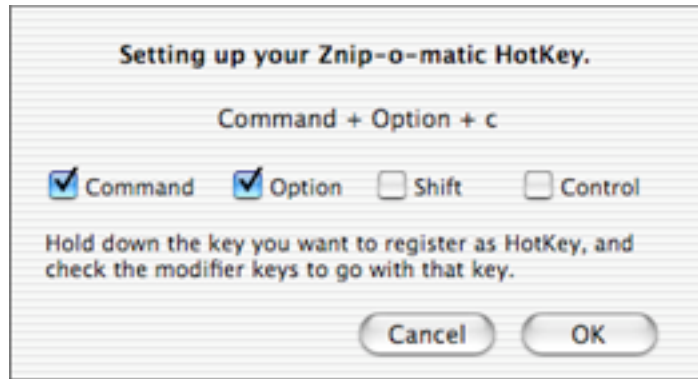 Setting up your Znip-o-matic HotKey.
Command + Option + c
Command Option Shift Control
Hold down the key you want to register as HotKey, and
check the modifier keys to go with that key.
Cancel OK